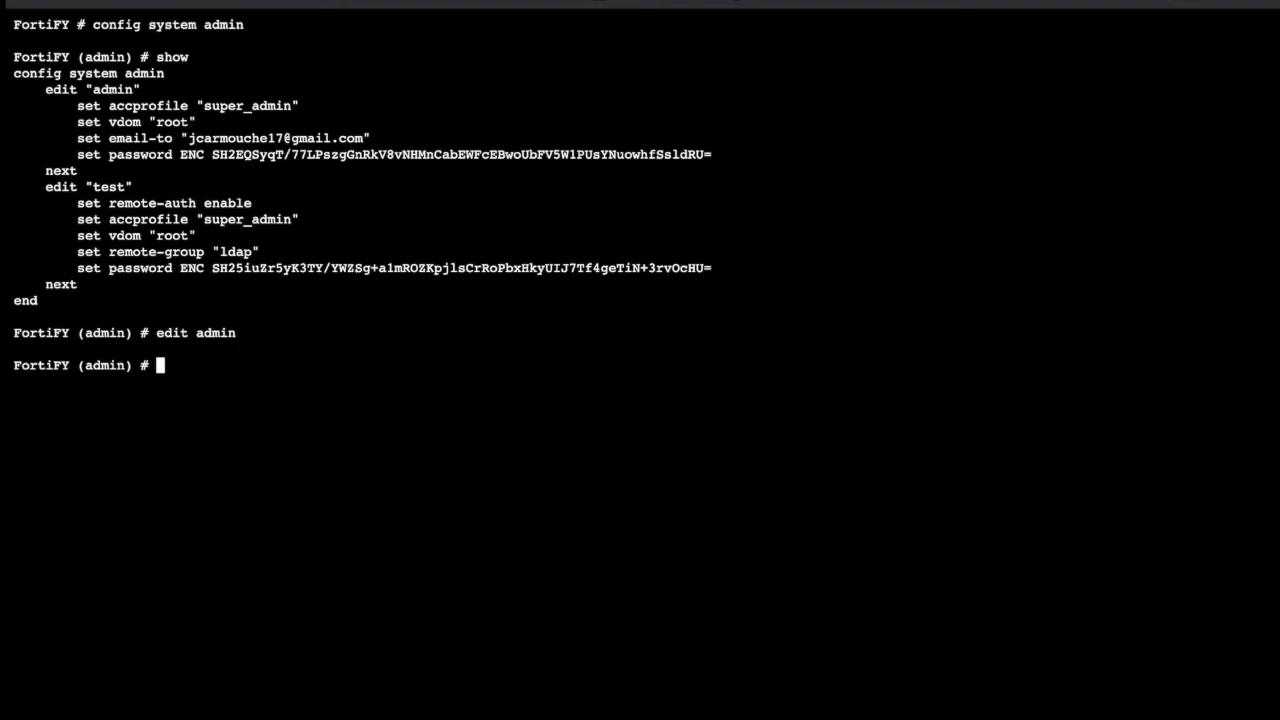 FortiFY # config system admin
FortiFY (admin) # show
config system admin
edit "admin"
set accprofile "super_admin"
set vdom "root"
set email-to "jcarmouche17@gmail.com"
set password ENC SH2EQSyqT/77LPszgGnRkV8vNHMnCabEWFcEBwoUbFV5W1PUsYNuowhfSsldRU=
next
edit "test"
set remote-auth enable
set accprofile "super_admin"
set vdom "root"
set remote-group "ldap"
set password ENC SH25iuZr5yK3TY/YWZSg+a1mROZKpjlsCrRoPbxHkyUIJ7Tf4geTiN+3rvOcHU=
next
end
FortiFY (admin) # edit admin
FortiFY (admin) #